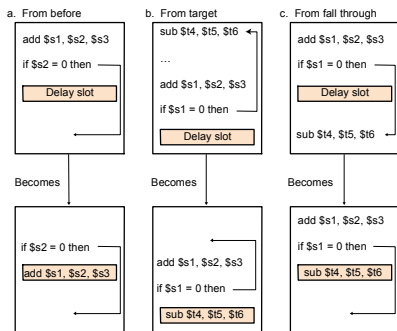 a. From before
add $s1, $s2, $s3
if $s2 = 0 then
Delay slot
Becomes
if $s2 = 0 then
add $s1, $s2, $s3
b. From target
sub $t4, $t5, $t6
…
add $s1, $s2, $s3
if $s1 = 0 then
Delay slot
Becomes
add $s1, $s2, $s3
if $s1 = 0 then
sub $t4, $t5, $t6
c. From fall through
add $s1, $s2, $s3
if $s1 = 0 then
Delay slot
sub $t4, $t5, $t6
Becomes
add $s1, $s2, $s3
if $s1 = 0 then
sub $t4, $t5, $t6